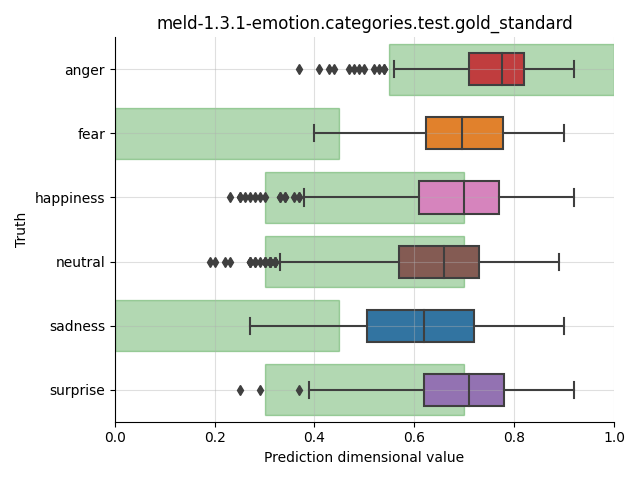 meld-1.3.1-emotion.categories.test.gold_standard
anger
fear
happiness
neutral
sadness
surprise
Truth
0.0 0.2 0.4 0.6 0.8 1.0
Prediction dimensional value